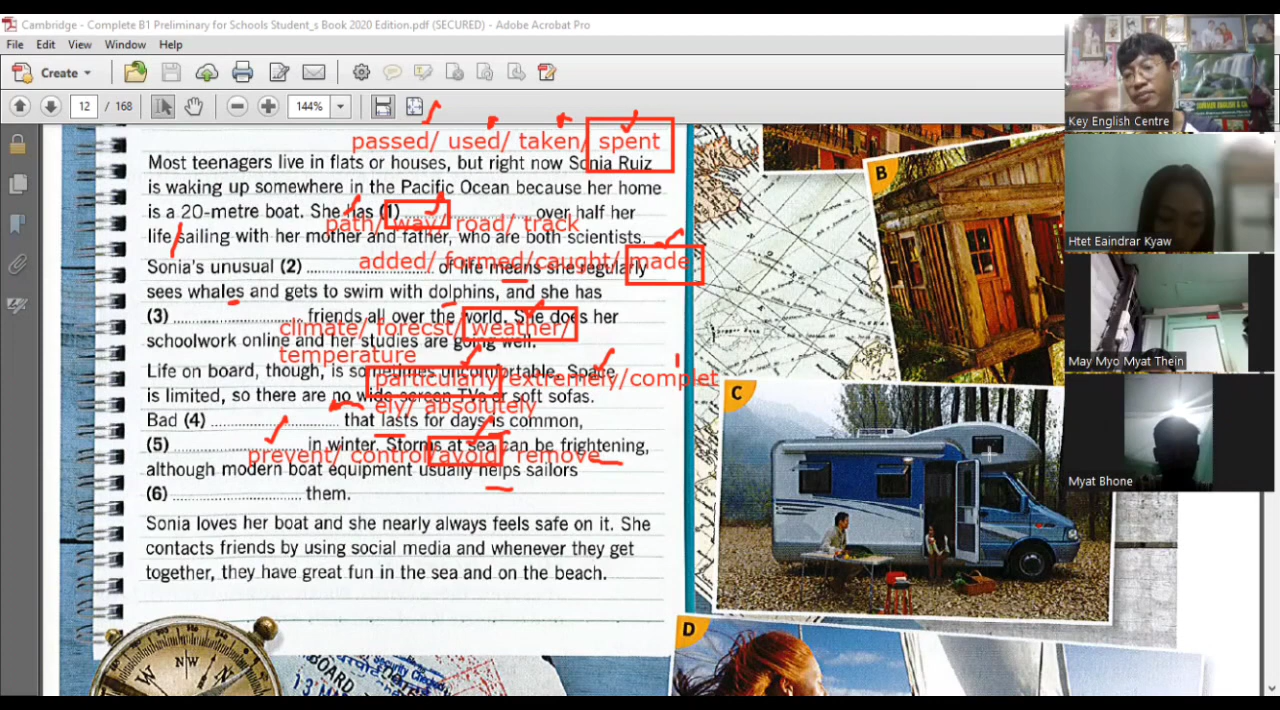 Cambridge - Complete B1 Preliminary for Schools Student_s Book 2020 Edition.pdf (SECURED) - Adobe Acrobat Pro
File Edit View Window Help
Create
12 / 168 144%
passed/ used/ taken/ spent
Most teenagers live in flats or houses, but right now Sonia Ruiz
is waking up somewhere in the Pacific Ocean because her home
is a 20-metre boat. She has (1) over half her
path/ way/ road/ track
life sailing with her mother and father, who are both scientists.
added/ formed/caught/ made
Sonia's unusual (2) of life means she regularly
sees whales and gets to swim with dolphins, and she has
(3) friends all over the world. She does her
climate/ forecst/ weather/
schoolwork online and her studies are going well.
temperature
Life on board, though, is sometimes uncomfortable. Space
particularly/extremely/complet
is limited, so there are no wide-screen TVs or soft sofas.
ely/ absolutely
Bad (4) that lasts for days is common,
(5) in winter. Storms at sea can be frightening,
prevent/ control/avoid/ remove
although modern boat equipment usually helps sailors
(6) them.
Sonia loves her boat and she nearly always feels safe on it. She
contacts friends by using social media and whenever they get
together, they have great fun in the sea and on the beach.
B
C
D
W
NW
N
Key English Centre
Htet Eaindrar Kyaw
May Myo Myat Thein
Myat Bhone